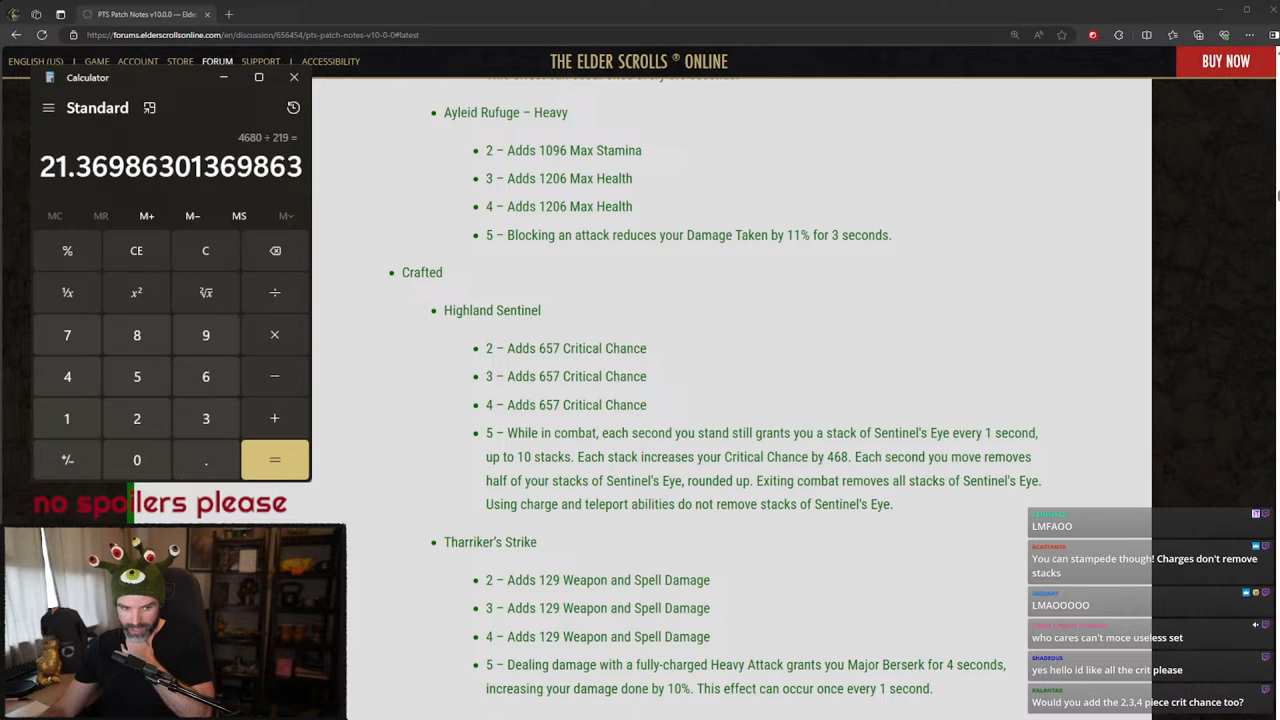 PTS Patch Notes v10.0.0 — Elder
https://forums.elderscrollsonline.com/en/discussion/656454/pts-patch-notes-v10-0-0#latest
ENGLISH (US) | GAME ACCOUNT STORE FORUM ACCESSIBILITY
THE ELDER SCROLLS ® ONLINE
BUY NOW
Calculator
Standard
4680 ÷ 219 =
21.36986301369863
MC MR M+ M− MS M
% CE C
¹/x x² ²√x ÷
7 8 9 ×
4 5 6 −
1 2 3 +
+/− 0 . =
no spoilers please
Ayleid Rufuge – Heavy
2 – Adds 1096 Max Stamina
3 – Adds 1206 Max Health
4 – Adds 1206 Max Health
5 – Blocking an attack reduces your Damage Taken by 11% for 3 seconds.
Crafted
Highland Sentinel
2 – Adds 657 Critical Chance
3 – Adds 657 Critical Chance
4 – Adds 657 Critical Chance
5 – While in combat, each second you stand still grants you a stack of Sentinel's Eye every 1 second,
up to 10 stacks. Each stack increases your Critical Chance by 468. Each second you move removes
half of your stacks of Sentinel's Eye, rounded up. Exiting combat removes all stacks of Sentinel's Eye.
Using charge and teleport abilities do not remove stacks of Sentinel's Eye.
Tharriker's Strike
2 – Adds 129 Weapon and Spell Damage
3 – Adds 129 Weapon and Spell Damage
4 – Adds 129 Weapon and Spell Damage
5 – Dealing damage with a fully-charged Heavy Attack grants you Major Berserk for 4 seconds,
increasing your damage done by 10%. This effect can occur once every 1 second.
LMFAOO
You can stampede though! Charges don't remove
stacks
LMAOOOOO
who cares can't moce useless set
SHADROUS
yes hello id like all the crit please
XALANTAX
Would you add the 2,3,4 piece crit chance too?